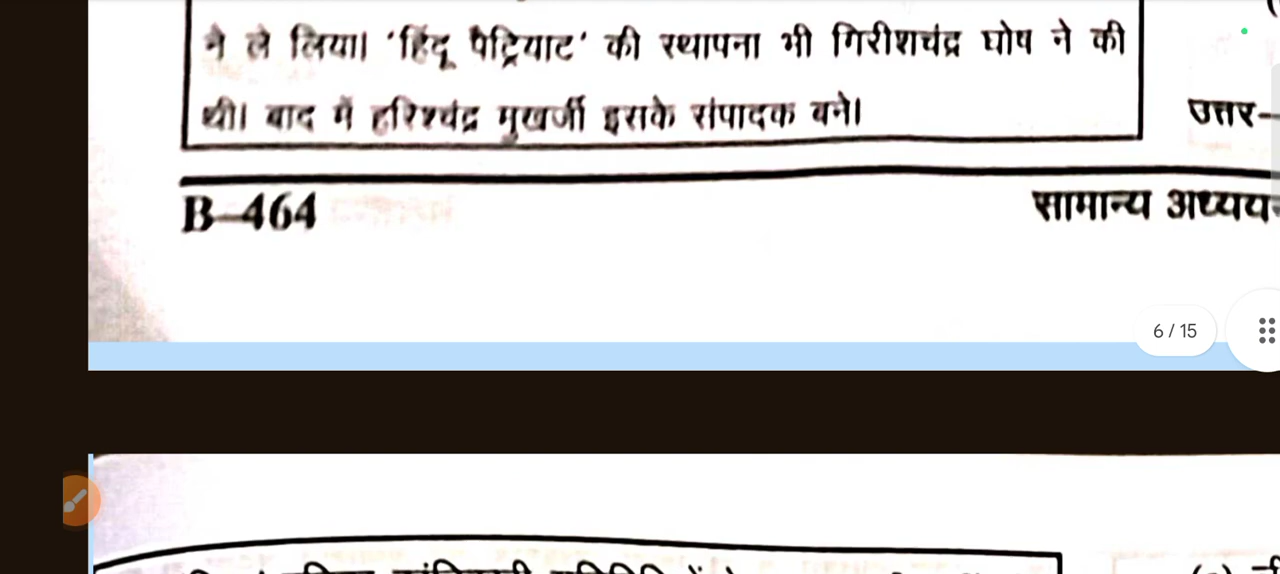 ने ले लिया। 'हिंदू पैट्रियाट' की स्थापना भी गिरीशचंद्र घोष ने की
थी। बाद में हरिश्चंद्र मुखर्जी इसके संपादक बने।
उत्तर–
B–464
सामान्य अध्यय
6 / 15